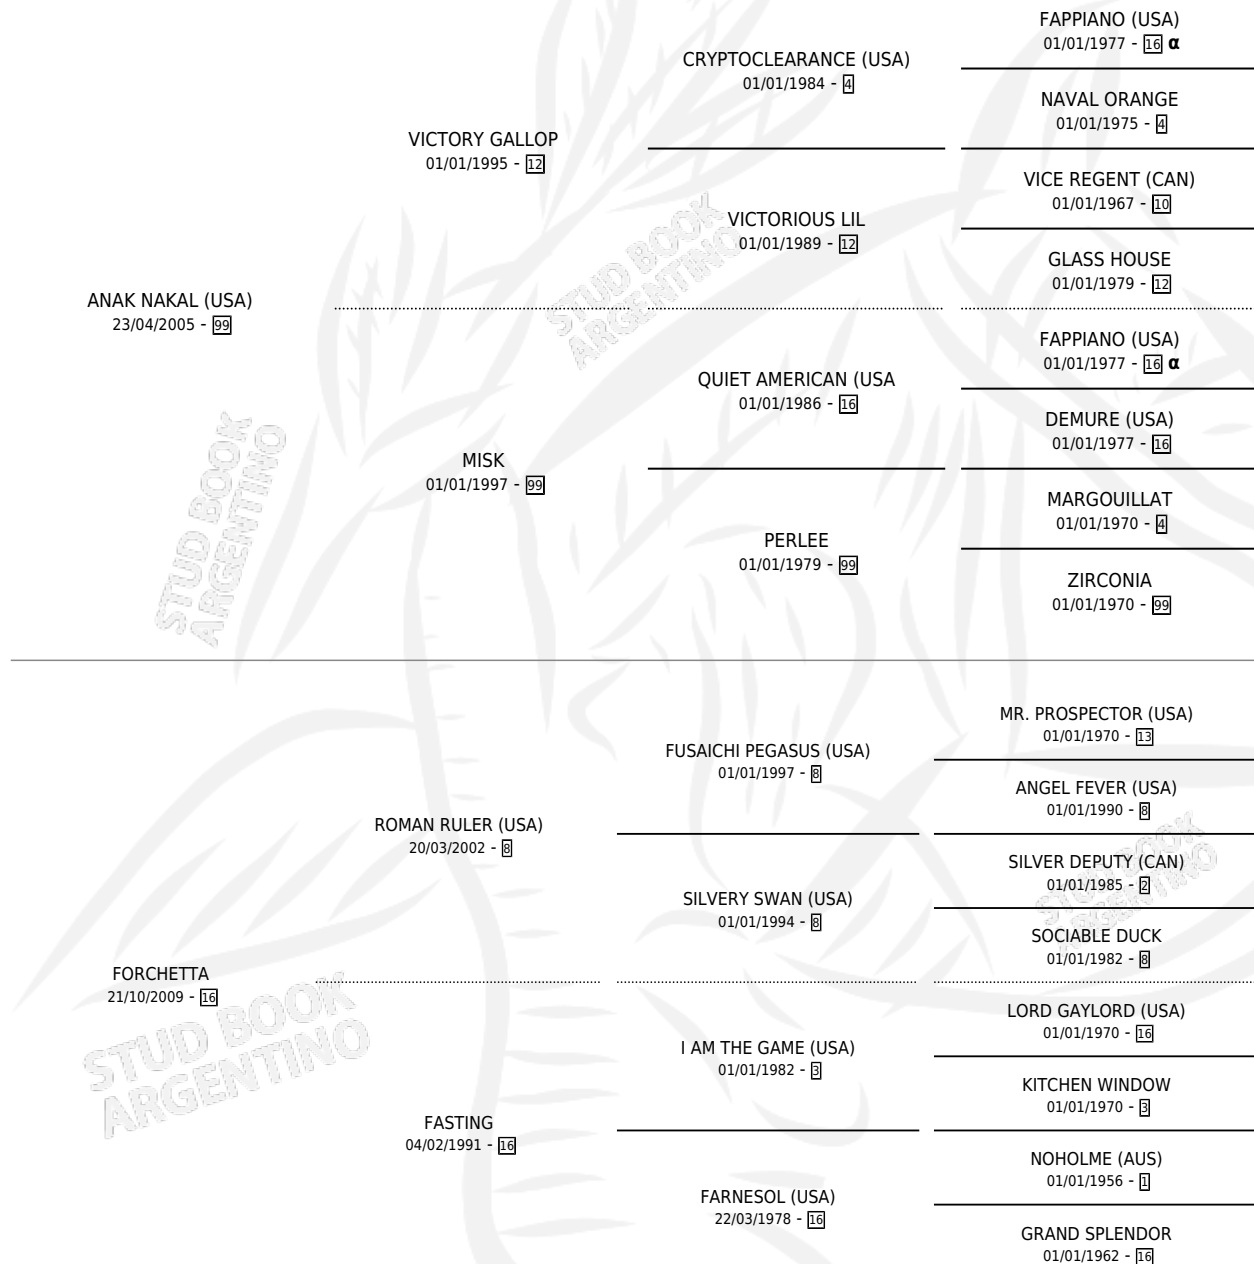 FAPPIANO (USA)
01/01/1977 - 16 α
CRYPTOCLEARANCE (USA)
01/01/1984 - 4
NAVAL ORANGE
01/01/1975 - 4
VICTORY GALLOP
01/01/1995 - 12
VICE REGENT (CAN)
01/01/1967 - 10
VICTORIOUS LIL
01/01/1989 - 12
GLASS HOUSE
01/01/1979 - 12
ANAK NAKAL (USA)
23/04/2005 - 99
FAPPIANO (USA)
01/01/1977 - 16 α
QUIET AMERICAN (USA
01/01/1986 - 16
DEMURE (USA)
01/01/1977 - 16
MISK
01/01/1997 - 99
MARGOUILLAT
01/01/1970 - 4
PERLEE
01/01/1979 - 99
ZIRCONIA
01/01/1970 - 99
MR. PROSPECTOR (USA)
01/01/1970 - 13
FUSAICHI PEGASUS (USA)
01/01/1997 - 8
ANGEL FEVER (USA)
01/01/1990 - 8
ROMAN RULER (USA)
20/03/2002 - 8
SILVER DEPUTY (CAN)
01/01/1985 - 2
SILVERY SWAN (USA)
01/01/1994 - 8
SOCIABLE DUCK
01/01/1982 - 8
FORCHETTA
21/10/2009 - 16
LORD GAYLORD (USA)
01/01/1970 - 16
I AM THE GAME (USA)
01/01/1982 - 3
KITCHEN WINDOW
01/01/1970 - 3
FASTING
04/02/1991 - 16
NOHOLME (AUS)
01/01/1956 - 1
FARNESOL (USA)
22/03/1978 - 16
GRAND SPLENDOR
01/01/1962 - 16
STUD BOOK
ARGENTINO
STUD BOOK
ARGENTINO
STUD BOOK
ARGENTINO
STUD BOOK
ARGENTINO